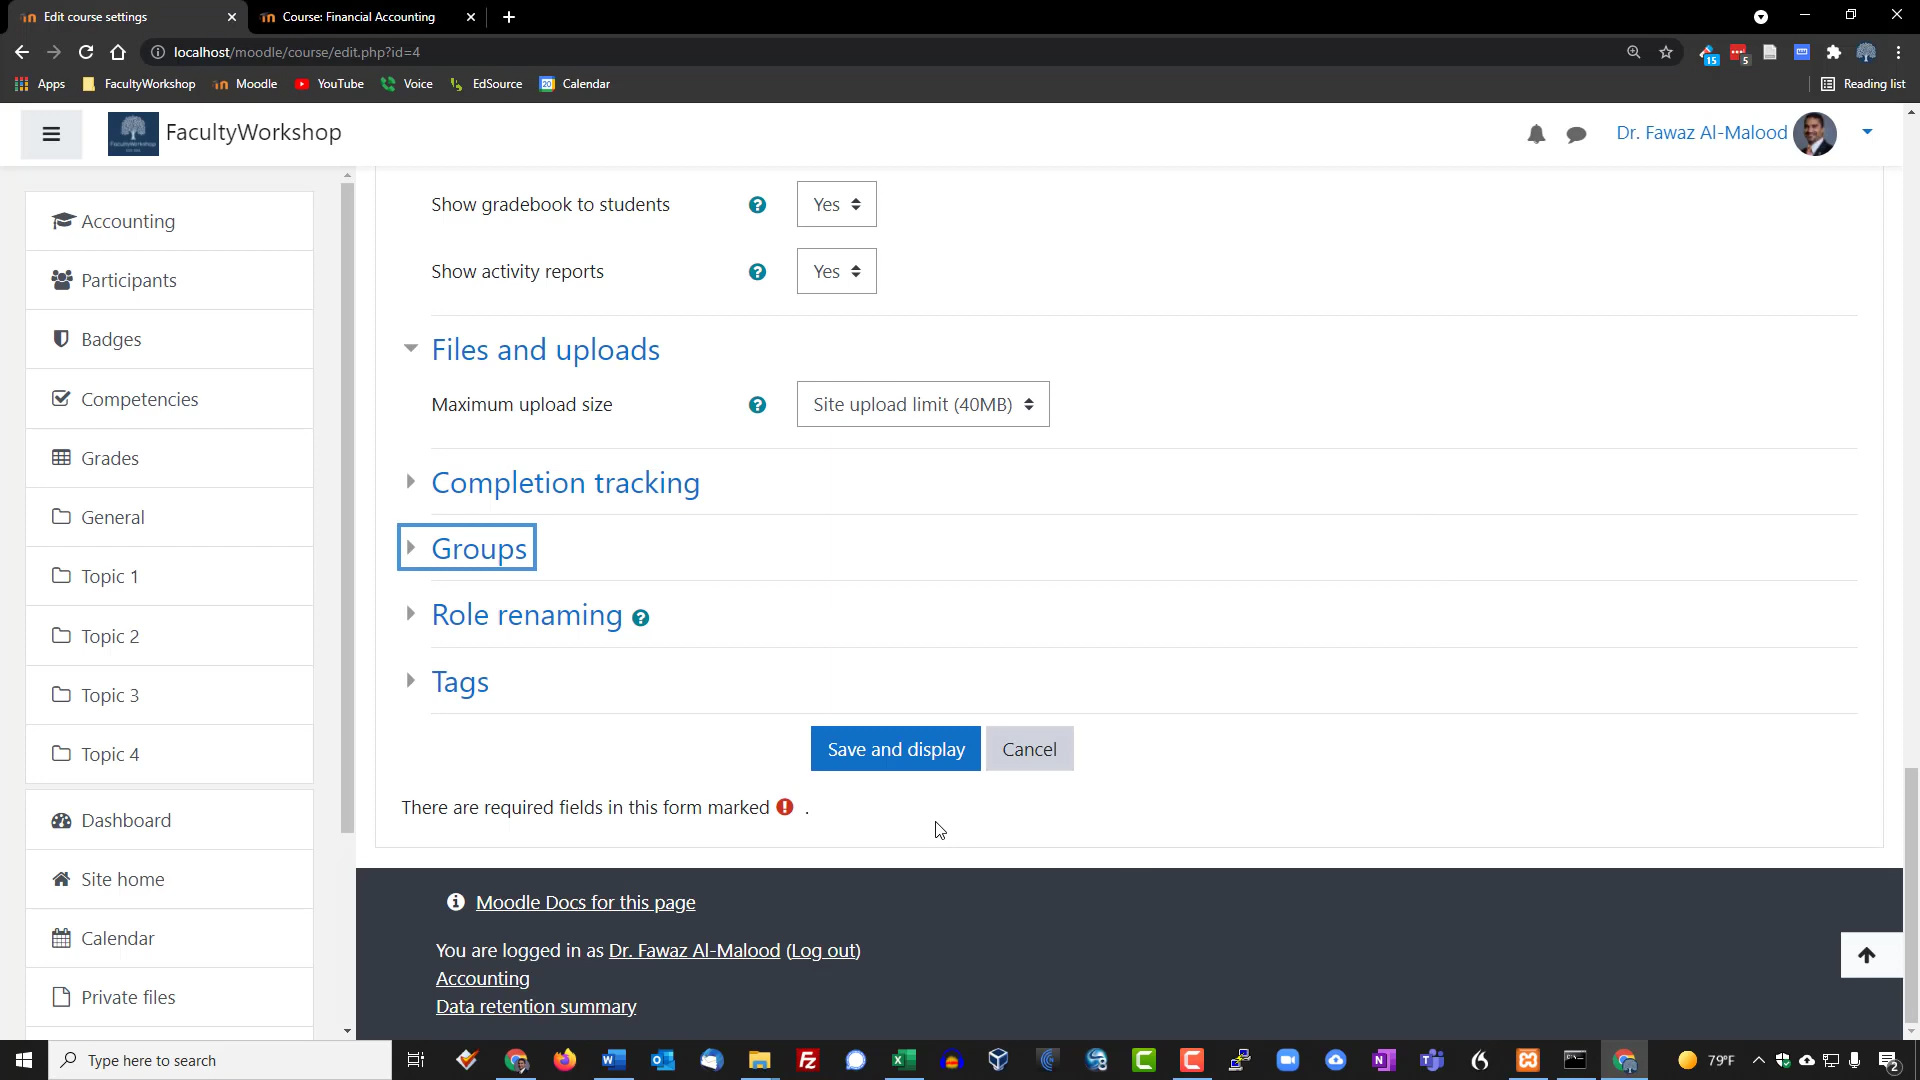 Edit course settings
Course: Financial Accounting
localhost/moodle/course/edit.php?id=4
15
5
Apps
FacultyWorkshop
Moodle
YouTube
Voice
EdSource
20
Calendar
Reading list
FacultyWorkshop
Dr. Fawaz Al-Malood
Accounting
Participants
Badges
Competencies
Grades
General
Topic 1
Topic 2
Topic 3
Topic 4
Dashboard
Site home
Calendar
Private files
Show gradebook to students
Yes
Show activity reports
Yes
Files and uploads
Maximum upload size
Site upload limit (40MB)
Completion tracking
Groups
Role renaming
Tags
Save and display
Cancel
There are required fields in this form marked .
Moodle Docs for this page
You are logged in as Dr. Fawaz Al-Malood (Log out)
Accounting
Data retention summary
Type here to search
79°F
2